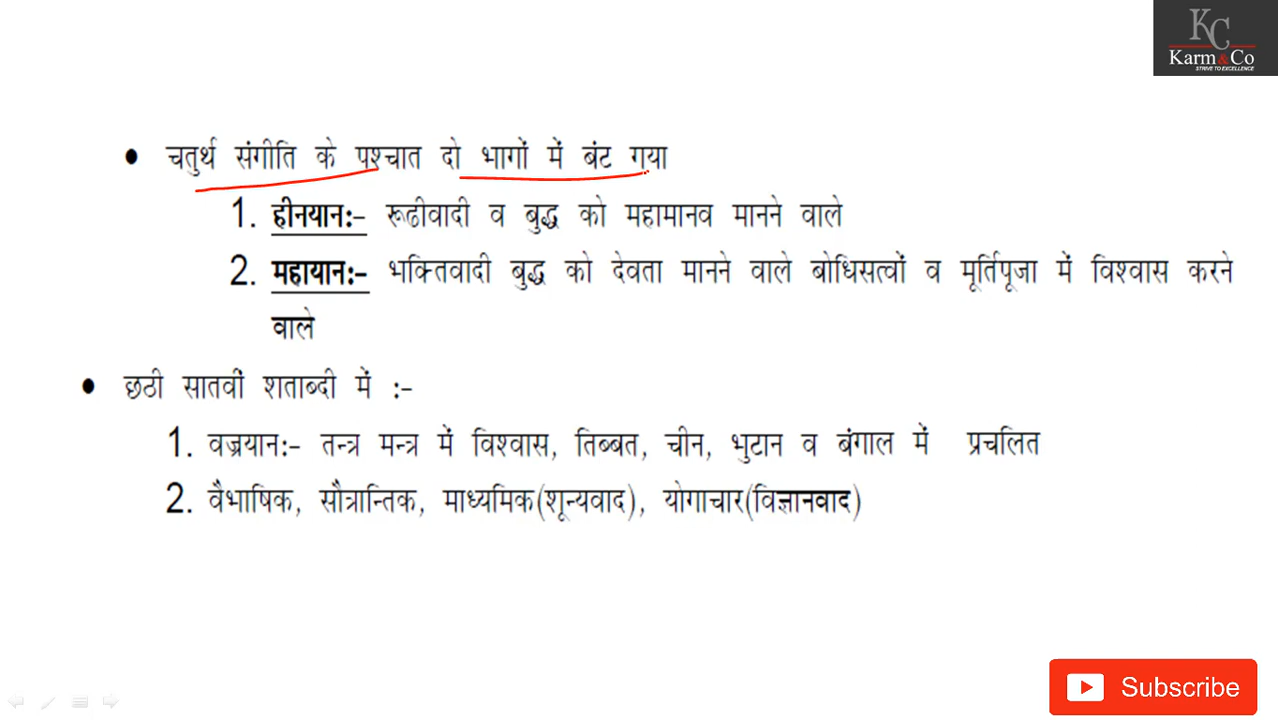 KC
Karm&Co
STRIVE TO EXCELLENCE
• चतुर्थ संगीति के पश्चात दो भागों में बंट गया
1. हीनयान:- रूढीवादी व बुद्ध को महामानव मानने वाले
2. महायान:- भक्तिवादी बुद्ध को देवता मानने वाले बोधिसत्वों व मूर्तिपूजा में विश्वास करने
वाले
• छठी सातवीं शताब्दी में :-
1. वज्रयान:- तन्त्र मन्त्र में विश्वास, तिब्बत, चीन, भुटान व बंगाल में प्रचलित
2. वैभाषिक, सौत्रान्तिक, माध्यमिक(शून्यवाद), योगाचार(विज्ञानवाद)
Subscribe